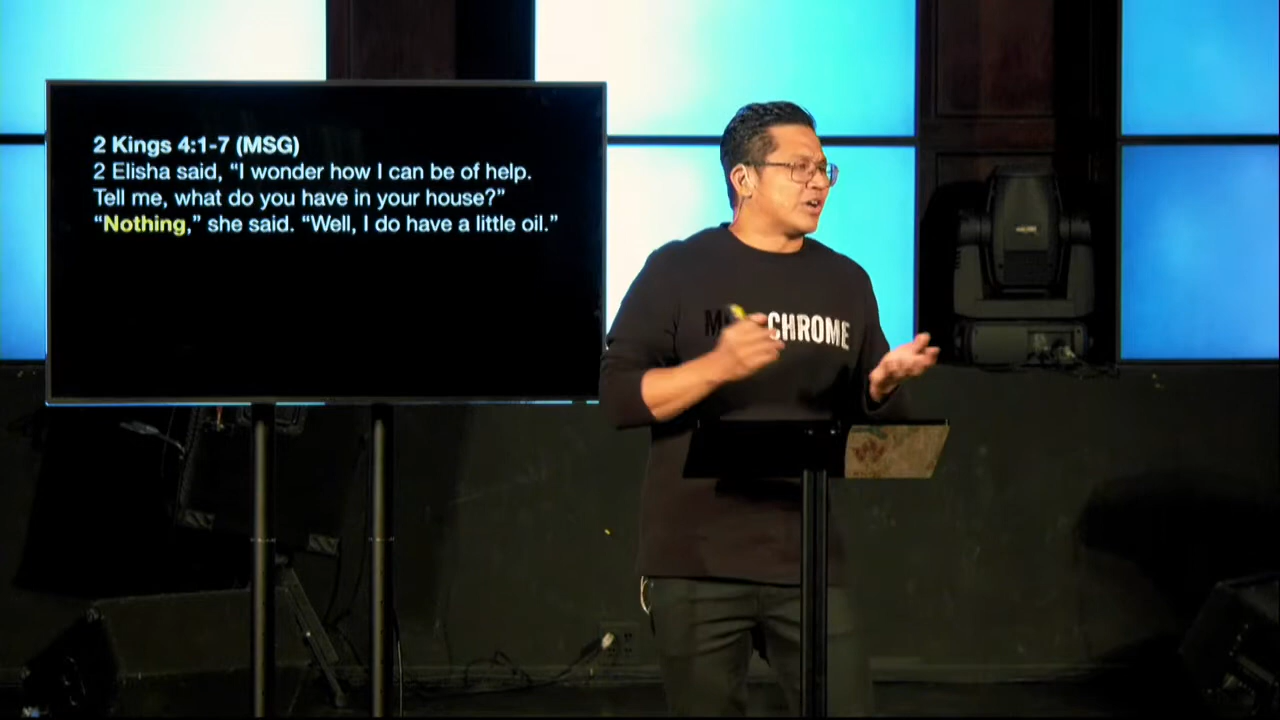 2 Kings 4:1-7 (MSG)
2 Elisha said, “I wonder how I can be of help.
Tell me, what do you have in your house?”
“Nothing,” she said. “Well, I do have a little oil.”
CHROME